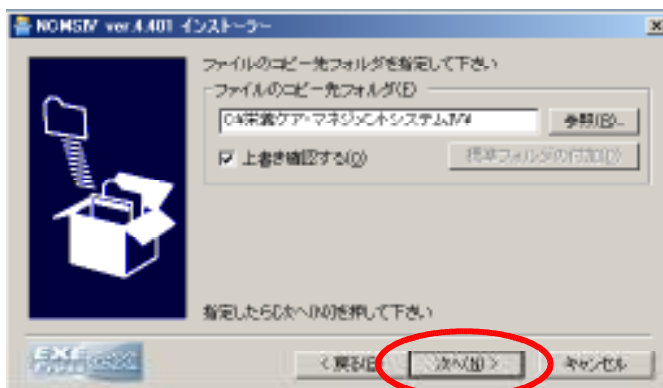 NCMSⅣ ver.4.401 インストーラー
ファイルのコピー先フォルダを指定して下さい
ファイルのコピー先フォルダ(F)
C:¥栄養ケア・マネジメントシステムⅣ¥
参照(B)...
上書き確認する(O)
標準フォルダの付加(D)
指定したら[次へ(N)]を押して下さい
EXE
< 戻る(B)
次へ(N) >
キャンセル